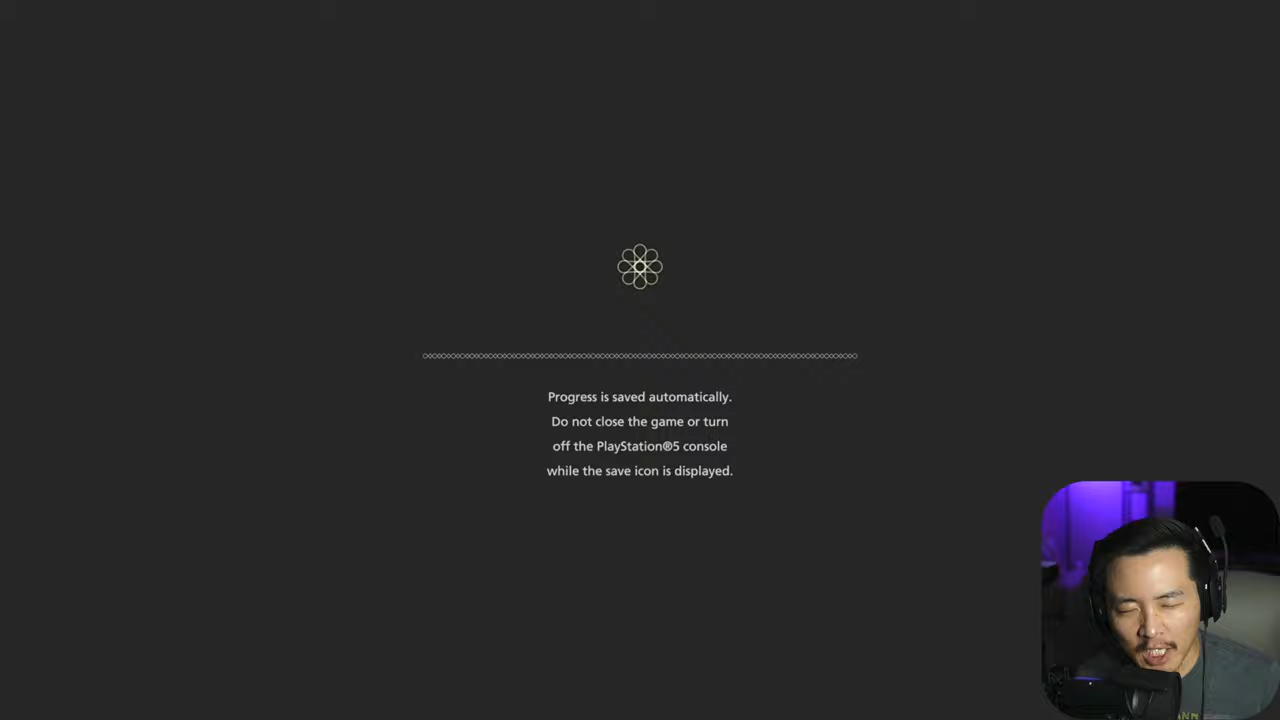 Progress is saved automatically.
Do not close the game or turn
off the PlayStation®5 console
while the save icon is displayed.